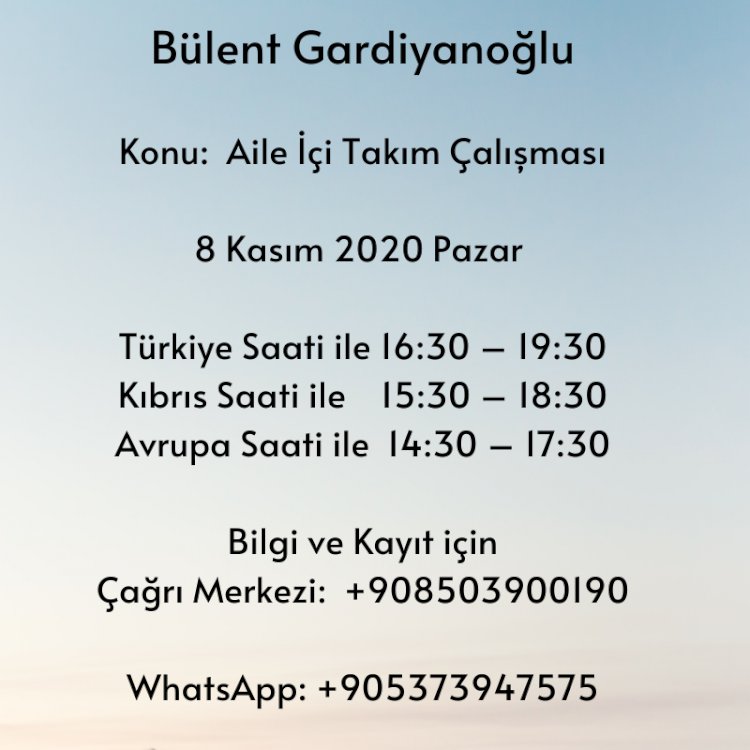 Bülent Gardiyanoğlu
Konu: Aile İçi Takım Çalışması
8 Kasım 2020 Pazar
Türkiye Saati ile 16:30 – 19:30
Kıbrıs Saati ile 15:30 – 18:30
Avrupa Saati ile 14:30 – 17:30
Bilgi ve Kayıt için
Çağrı Merkezi: +908503900190
WhatsApp: +905373947575